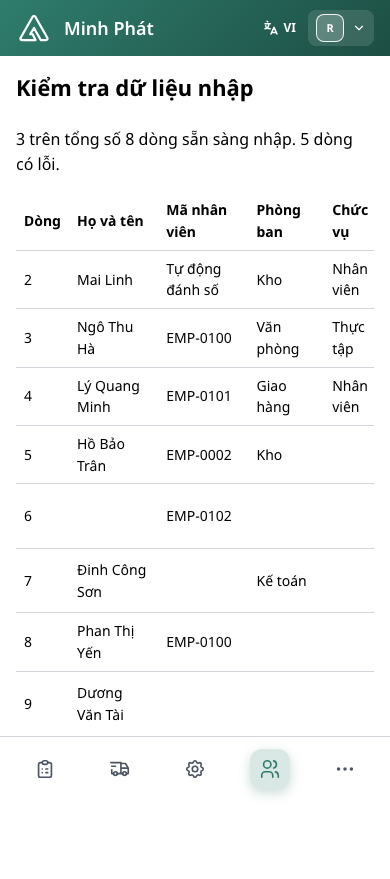 Minh Phát
VI
R
Kiểm tra dữ liệu nhập
3 trên tổng số 8 dòng sẵn sàng nhập. 5 dòng
có lỗi.
Dòng Họ và tên Mã nhân viên Phòng ban Chức vụ
2 Mai Linh Tự động đánh số Kho Nhân viên
3 Ngô Thu Hà EMP-0100 Văn phòng Thực tập
4 Lý Quang Minh EMP-0101 Giao hàng Nhân viên
5 Hồ Bảo Trân EMP-0002 Kho
6 EMP-0102
7 Đinh Công Sơn Kế toán
8 Phan Thị Yến EMP-0100
9 Dương Văn Tài